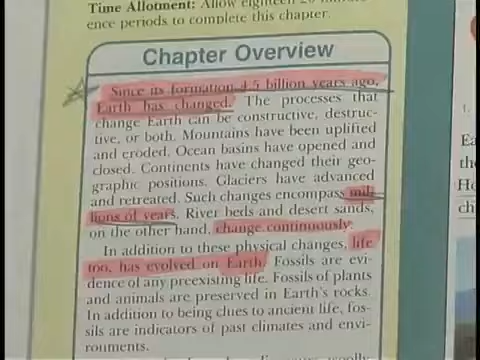 Time Allotment: Allow eighteen
ence periods to complete this chapter.
Chapter Overview
Since its formation 4.5 billion years ago,
Earth has changed. The processes that
change Earth can be constructive, destruc-
tive, or both. Mountains have been uplifted
and eroded. Ocean basins have opened and
closed. Continents have changed their geo-
graphic positions. Glaciers have advanced
and retreated. Such changes encompass mil-
lions of years. River beds and desert sands,
on the other hand, change continuously.
In addition to these physical changes, life
too, has evolved on Earth. Fossils are evi-
dence of any preexisting life. Fossils of plants
and animals are preserved in Earth's rocks.
In addition to being clues to ancient life, fos-
sils are indicators of past climates and envi-
ronments.
1.
Ea
the
Ho
ch